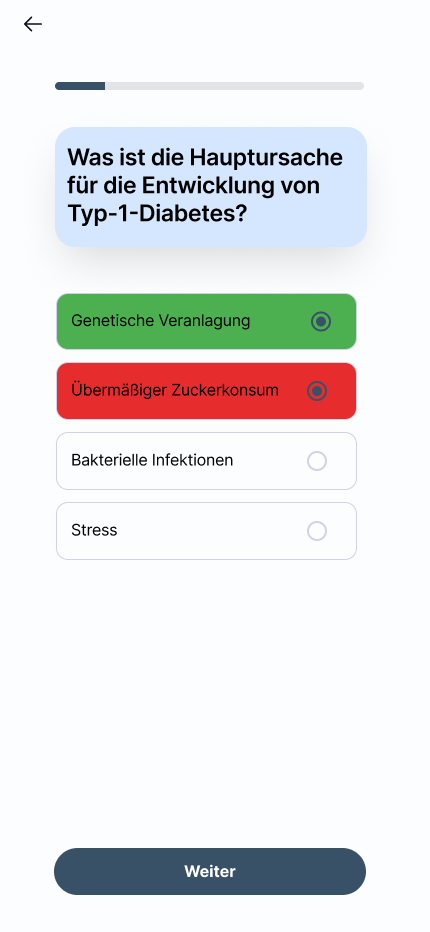 Was ist die Hauptursache
für die Entwicklung von
Typ-1-Diabetes?
Genetische Veranlagung
Übermäßiger Zuckerkonsum
Bakterielle Infektionen
Stress
Weiter